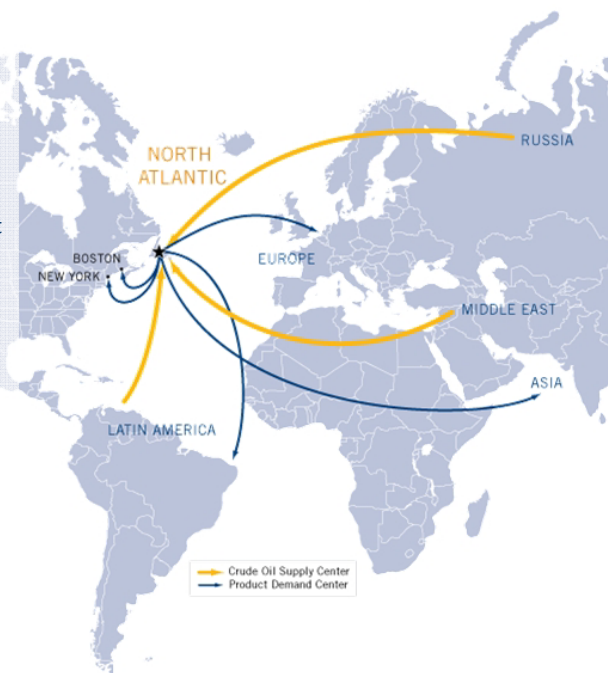 RUSSIA
NORTH
ATLANTIC
BOSTON
EUROPE
NEW YORK
MIDDLE EAST
ASIA
LATIN AMERICA
Crude Oil Supply Center
Product Demand Center